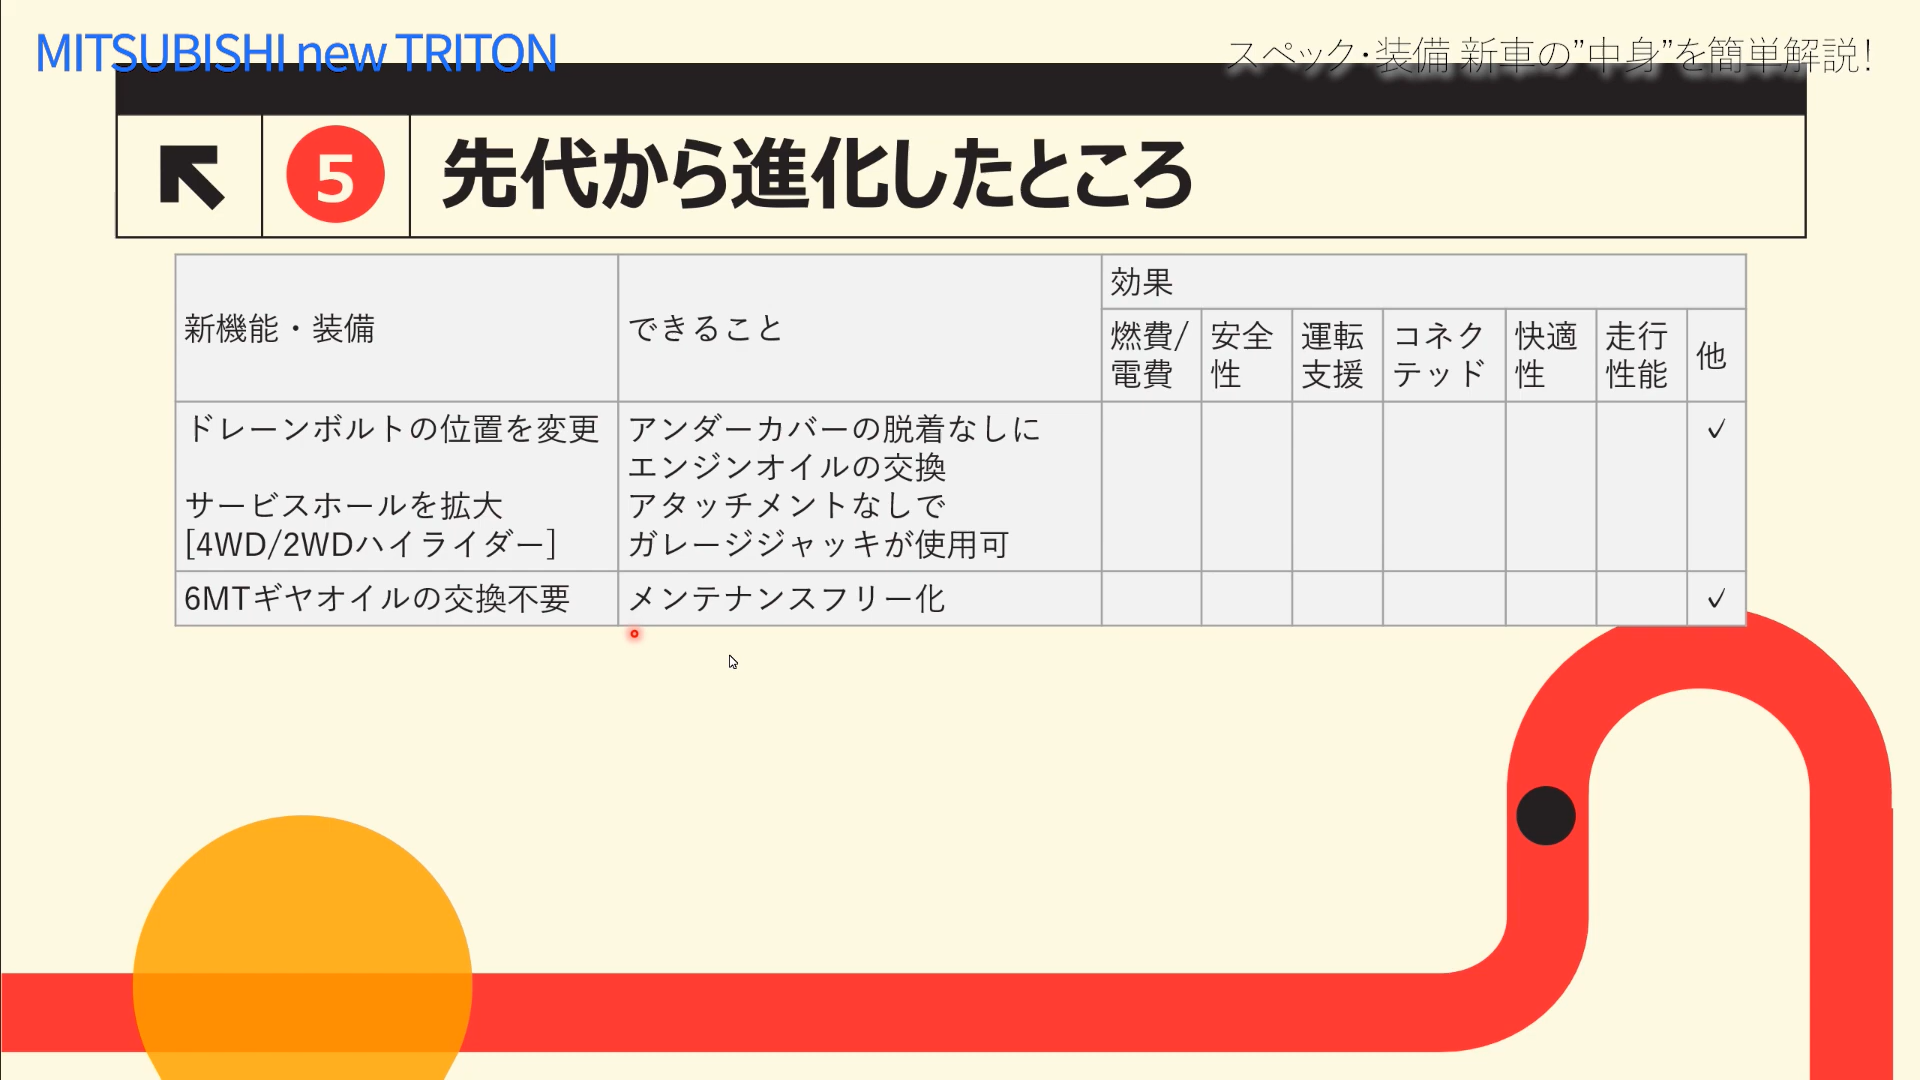 MITSUBISHI new TRITON
スペック・装備 新車の”中身”を簡単解説！
5
先代から進化したところ
新機能・装備
できること
効果
燃費/
電費
安全
性
運転
支援
コネク
テッド
快適
性
走行
性能
他
ドレーンボルトの位置を変更
サービスホールを拡大
[4WD/2WDハイライダー]
アンダーカバーの脱着なしに
エンジンオイルの交換
アタッチメントなしで
ガレージジャッキが使用可
✓
6MTギヤオイルの交換不要
メンテナンスフリー化
✓